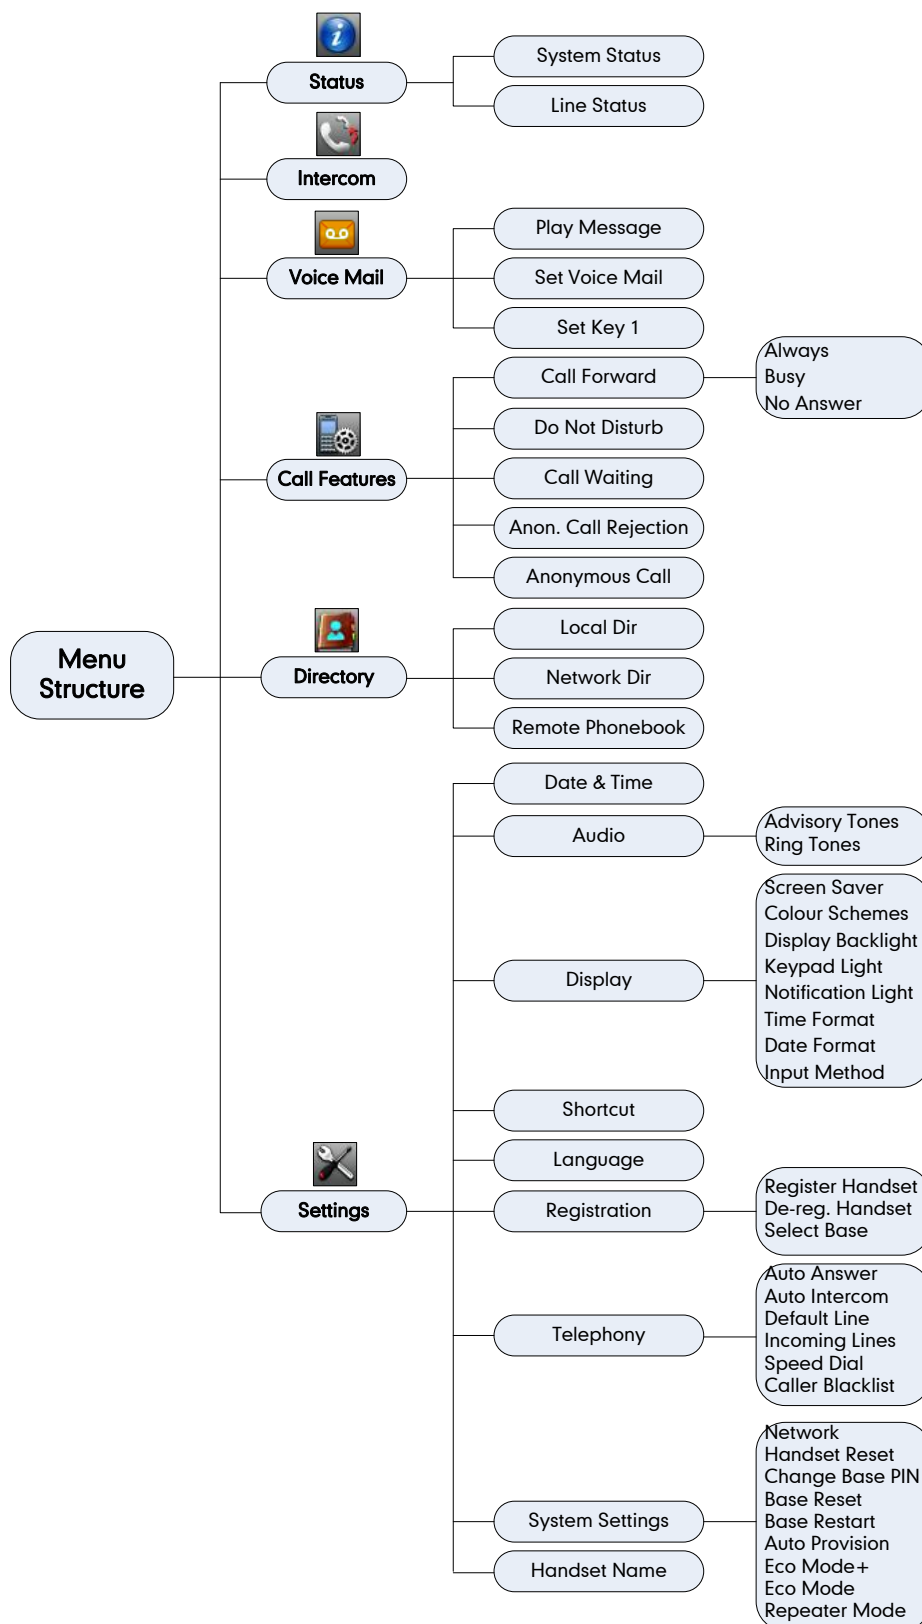 Menu
Structure
Status
System Status
Line Status
Intercom
Voice Mail
Play Message
Set Voice Mail
Set Key 1
Call Features
Call Forward
Always
Busy
No Answer
Do Not Disturb
Call Waiting
Anon. Call Rejection
Anonymous Call
Directory
Local Dir
Network Dir
Remote Phonebook
Settings
Date & Time
Audio
Advisory Tones
Ring Tones
Display
Screen Saver
Colour Schemes
Display Backlight
Keypad Light
Notification Light
Time Format
Date Format
Input Method
Shortcut
Language
Registration
Register Handset
De-reg. Handset
Select Base
Telephony
Auto Answer
Auto Intercom
Default Line
Incoming Lines
Speed Dial
Caller Blacklist
System Settings
Network
Handset Reset
Change Base PIN
Base Reset
Base Restart
Auto Provision
Eco Mode+
Eco Mode
Repeater Mode
Handset Name